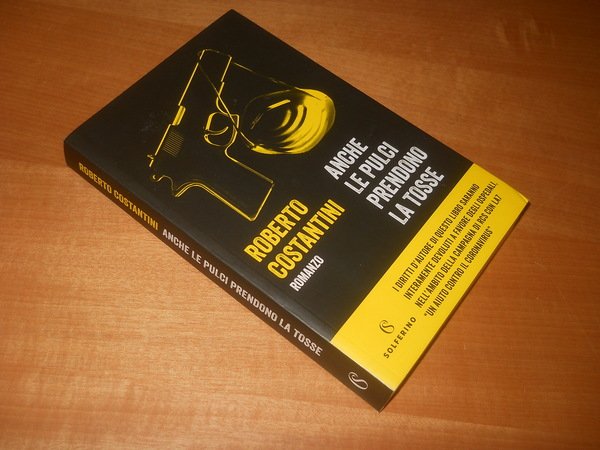 ANCHE
LE PULCI
PRENDONO
LA TOSSE
ROBERTO
COSTANTINI
ROMANZO
I DIRITTI D'AUTORE DI QUESTO LIBRO SARANNO
INTERAMENTE DEVOLUTI A FAVORE DEGLI OSPEDALI,
NELL'AMBITO DELLA CAMPAGNA DI RCS CON LA7
"UN AIUTO CONTRO IL CORONAVIRUS"
SOLFERINO
ROBERTO COSTANTINI ANCHE LE PULCI PRENDONO LA TOSSE